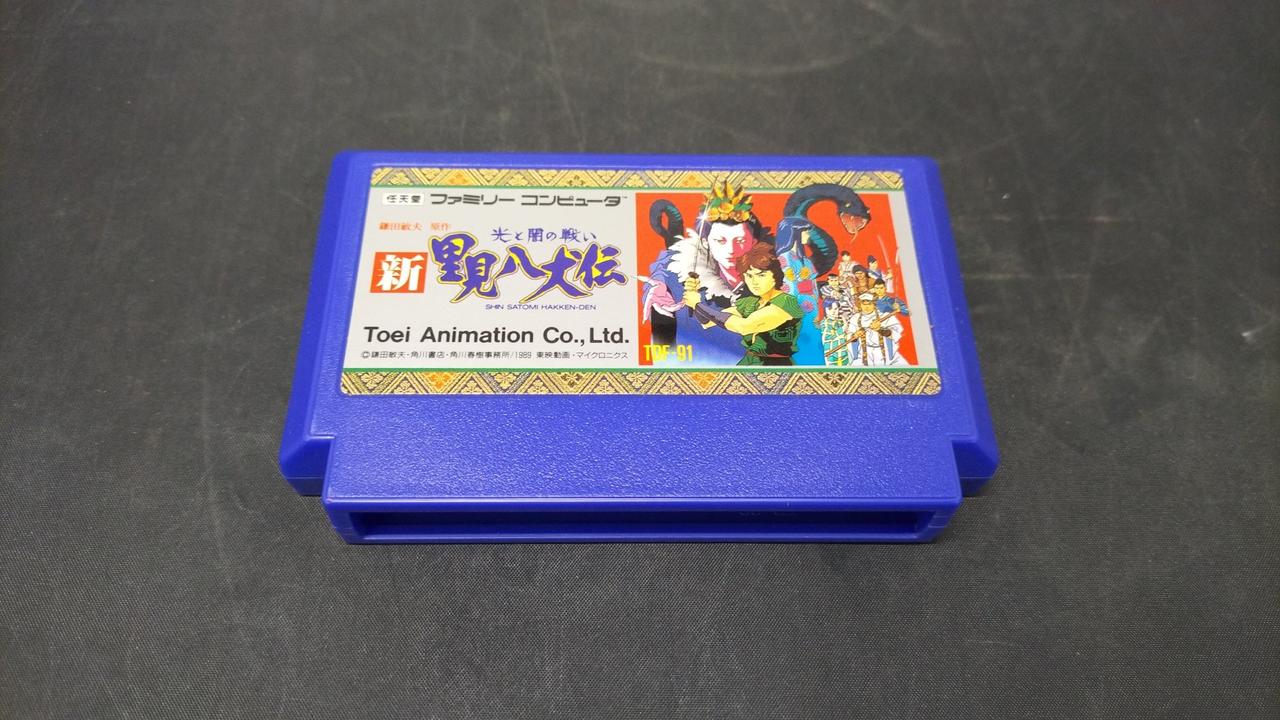 任天堂 ファミリー コンピュータ™
鎌田敏夫 原作
光と闇の戦い
新 里見八犬伝
SHIN SATOMI HAKKEN-DEN
Toei Animation Co., Ltd.
©鎌田敏夫・角川書店・角川春樹事務所/1989 東映動画・マイクロニクス
TDF-91